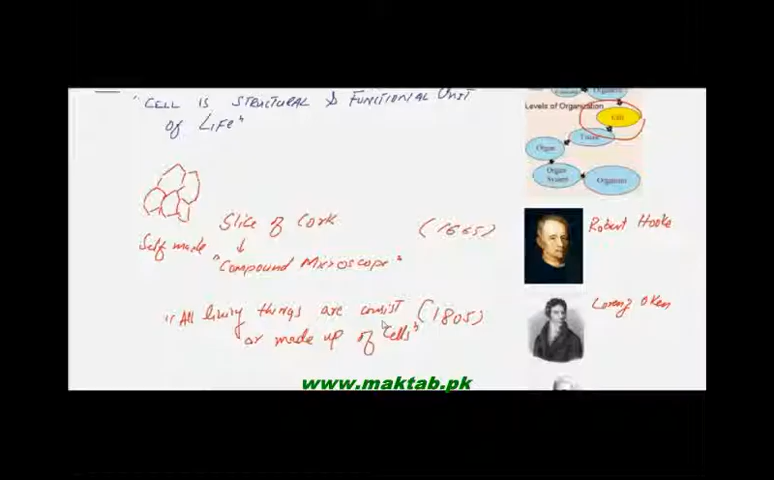 "CELL IS STRUCTURAL & FUNCTIONAL UNIT
of LIFE"
Levels of Organization
Cell
Tissue
Organ
Organ System
Organism
Slice of Cork (1665)
Robert Hooke
Self made ↓
"Compound Microscope"
"All living things are consist (1805)
or made up of Cells"
Lorenz Oken
www.maktab.pk